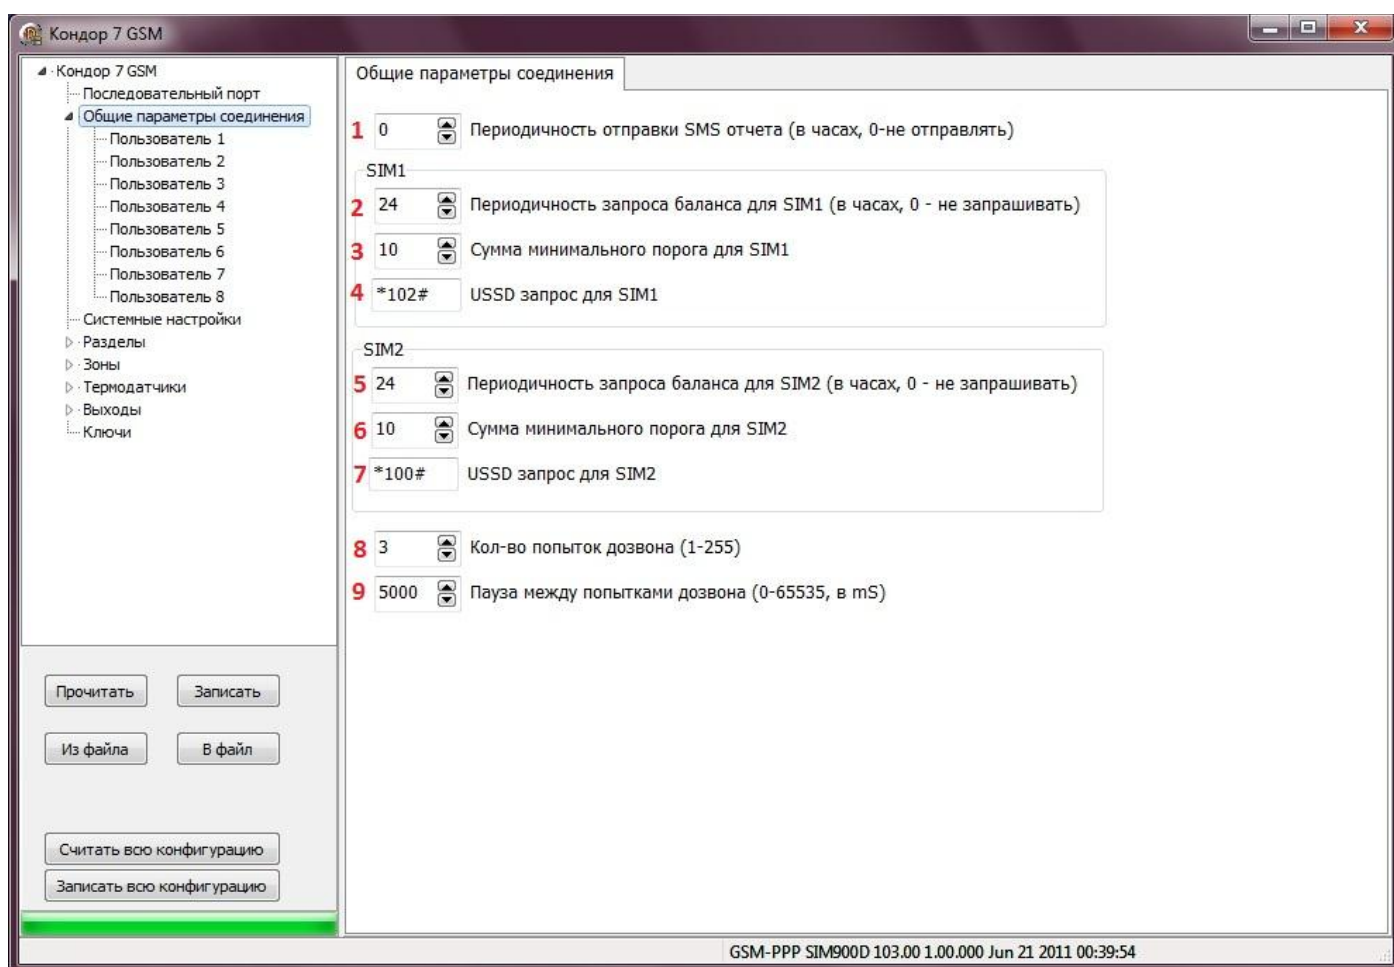 Кондор 7 GSM
Кондор 7 GSM
Последовательный порт
Общие параметры соединения
Пользователь 1
Пользователь 2
Пользователь 3
Пользователь 4
Пользователь 5
Пользователь 6
Пользователь 7
Пользователь 8
Системные настройки
Разделы
Зоны
Термодатчики
Выходы
Ключи
Прочитать Записать
Из файла В файл
Считать всю конфигурацию
Записать всю конфигурацию
Общие параметры соединения
1 0 Периодичность отправки SMS отчета (в часах, 0-не отправлять)
SIM1
2 24 Периодичность запроса баланса для SIM1 (в часах, 0 - не запрашивать)
3 10 Сумма минимального порога для SIM1
4 *102# USSD запрос для SIM1
SIM2
5 24 Периодичность запроса баланса для SIM2 (в часах, 0 - не запрашивать)
6 10 Сумма минимального порога для SIM2
7 *100# USSD запрос для SIM2
8 3 Кол-во попыток дозвона (1-255)
9 5000 Пауза между попытками дозвона (0-65535, в mS)
GSM-PPP SIM900D 103.00 1.00.000 Jun 21 2011 00:39:54